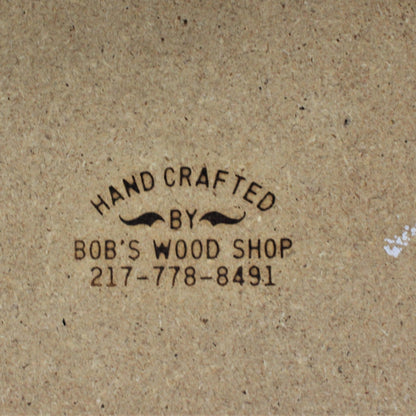 HAND CRAFTED
BY
BOB'S WOOD SHOP
217-778-8491